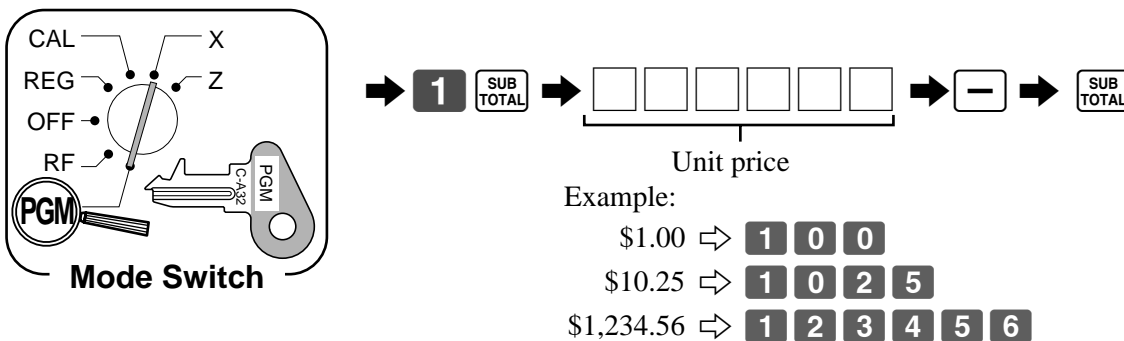 CAL
X
REG
Z
OFF
RF
PGM
C-A32
PGM
Mode Switch
1 SUB TOTAL — SUB TOTAL
Unit price
Example:
$1.00 ⇨ 1 0 0
$10.25 ⇨ 1 0 2 5
$1,234.56 ⇨ 1 2 3 4 5 6